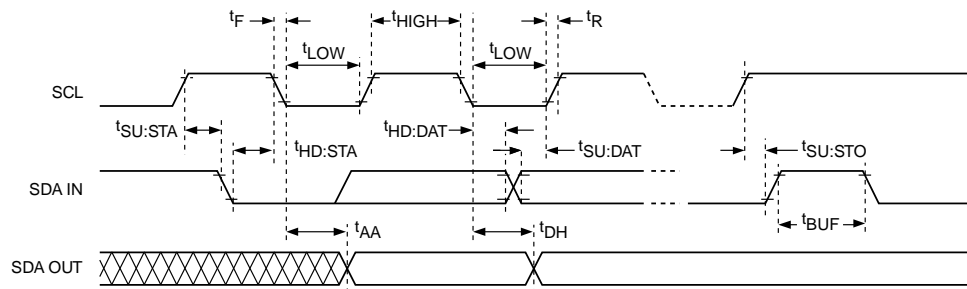 tF
tHIGH
tR
tLOW
tLOW
SCL
tSU:STA
tHD:DAT
tHD:STA
tSU:DAT
tSU:STO
SDA IN
tAA
tDH
tBUF
SDA OUT